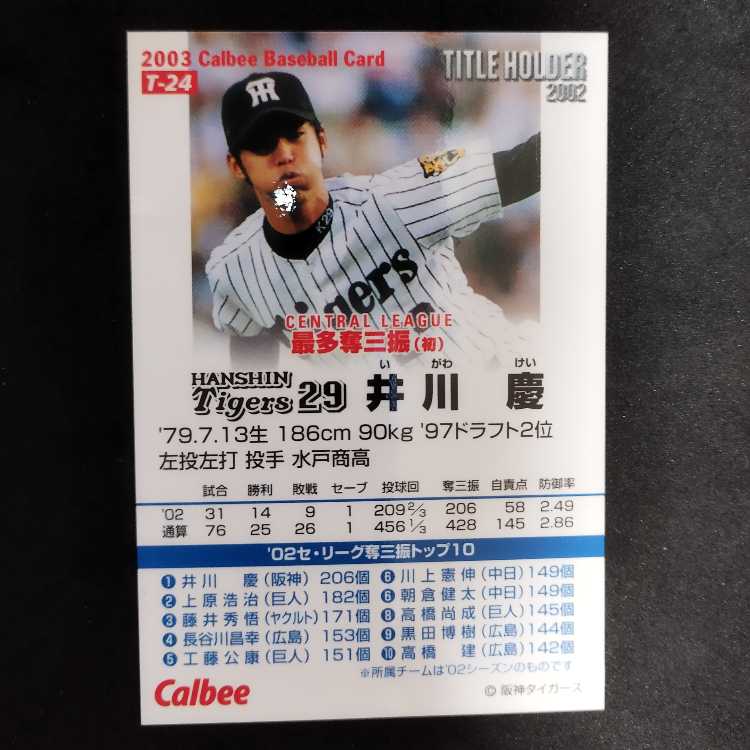 2003 Calbee Baseball Card
TITLE HOLDER
T-24
2002
K29
Tigers
CENTRAL LEAGUE
最多奪三振(初)
い がわ けい
HANSHIN Tigers 29 井川 慶
'79.7.13生 186cm 90kg '97ドラフト2位
左投左打 投手 水戸商高
試合 勝利 敗戦 セーブ 投球回 奪三振 自責点 防御率
'02 31 14 9 1 209 2/3 206 58 2.49
通算 76 25 26 1 456 1/3 428 145 2.86
'02セ・リーグ奪三振トップ10
1 井川 慶(阪神) 206個
2 上原浩治(巨人) 182個
3 藤井秀悟(ヤクルト) 171個
4 長谷川昌幸(広島) 153個
5 工藤公康(巨人) 151個
6 川上憲伸(中日) 149個
6 朝倉健太(中日) 149個
8 高橋尚成(巨人) 145個
9 黒田博樹(広島) 144個
10 高橋 建(広島) 142個
※所属チームは'02シーズンのものです
Calbee
© 阪神タイガース